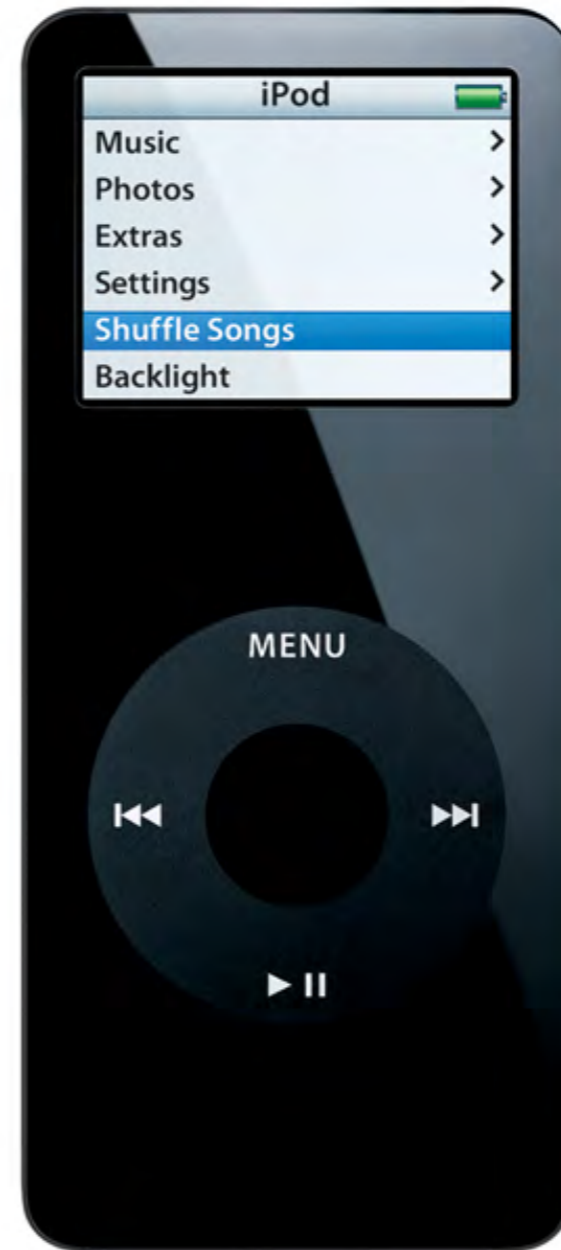 iPod
Music
Photos
Extras
Settings
Shuffle Songs
Backlight
MENU